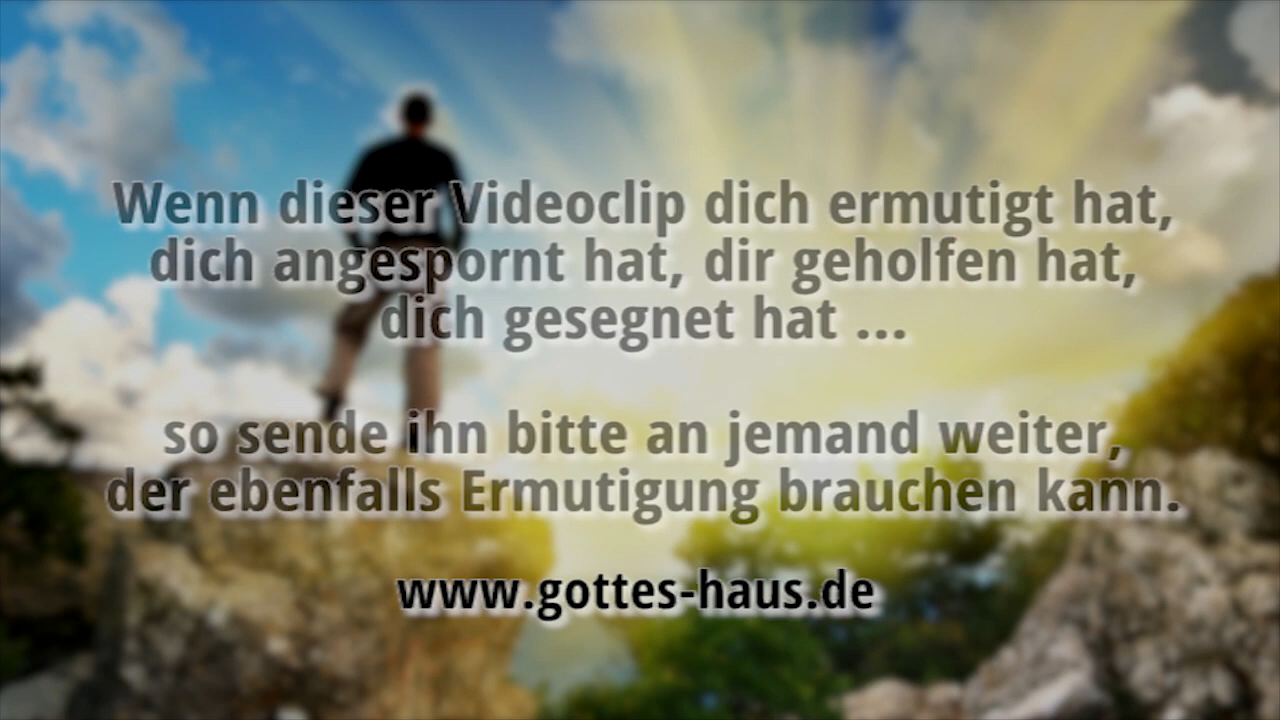 Wenn dieser Videoclip dich ermutigt hat,
dich angespornt hat, dir geholfen hat,
dich gesegnet hat ...
so sende ihn bitte an jemand weiter,
der ebenfalls Ermutigung brauchen kann.
www.gottes-haus.de